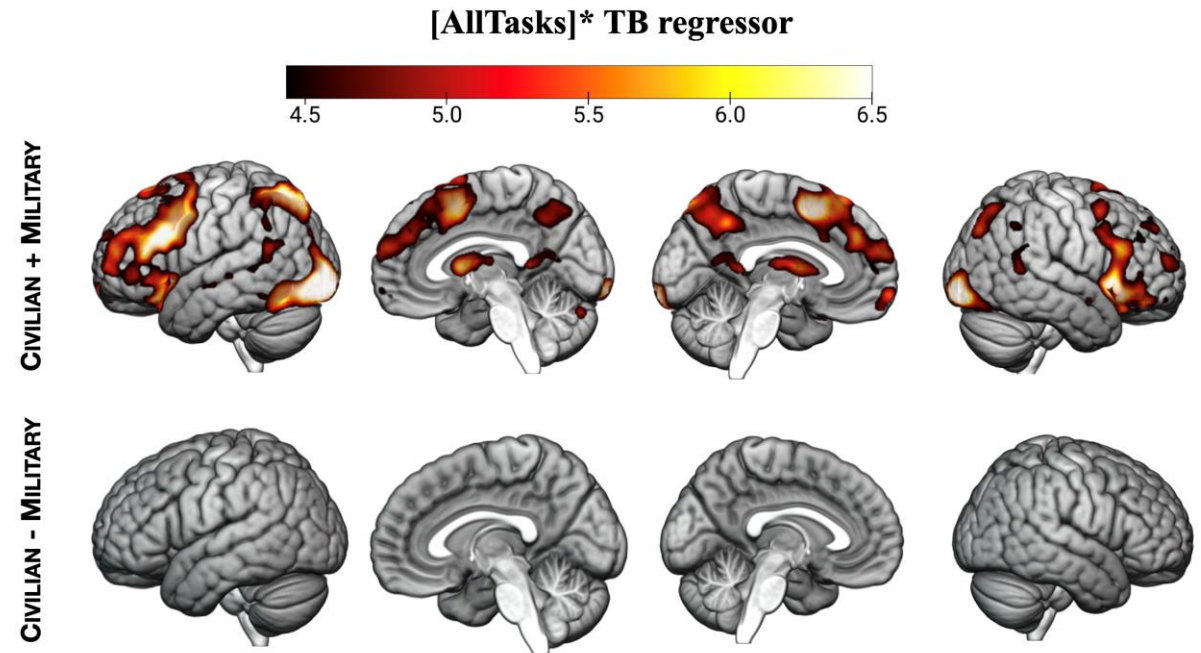 [AllTasks]* TB regressor
4.5 5.0 5.5 6.0 6.5
CIVILIAN + MILITARY
CIVILIAN - MILITARY